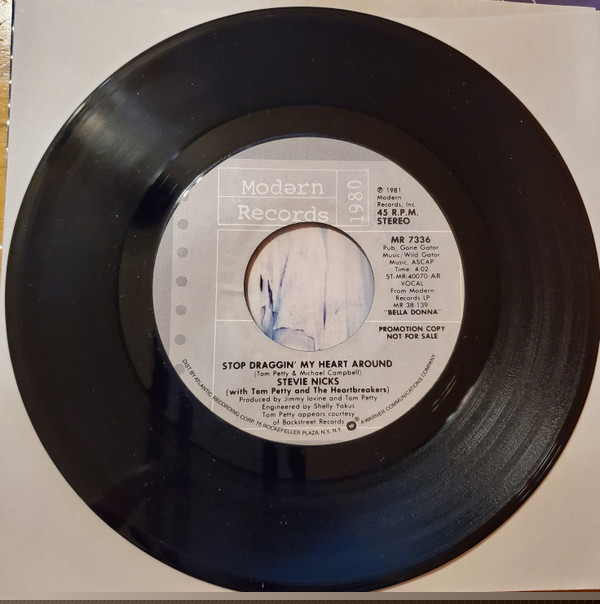 Modərn
Records
1980
℗ 1981
Modern
Records, Inc.
45 R.P.M.
STEREO
MR 7336
Pub. Gone Gator
Music/Wild Gator
Music, ASCAP
Time: 4:02
ST-MR-40070-AR
VOCAL
From Modern
Records LP
MR 38-139
"BELLA DONNA"
PROMOTION COPY
NOT FOR SALE
STOP DRAGGIN' MY HEART AROUND
(Tom Petty & Michael Campbell)
STEVIE NICKS
(with Tom Petty and The Heartbreakers)
Produced by Jimmy Iovine and Tom Petty
Engineered by Shelly Yakus
Tom Petty appears courtesy
of Backstreet Records
DIST. BY ATLANTIC RECORDING CORP. 75 ROCKEFELLER PLAZA, N.Y., N.Y. ® A WARNER COMMUNICATIONS COMPANY